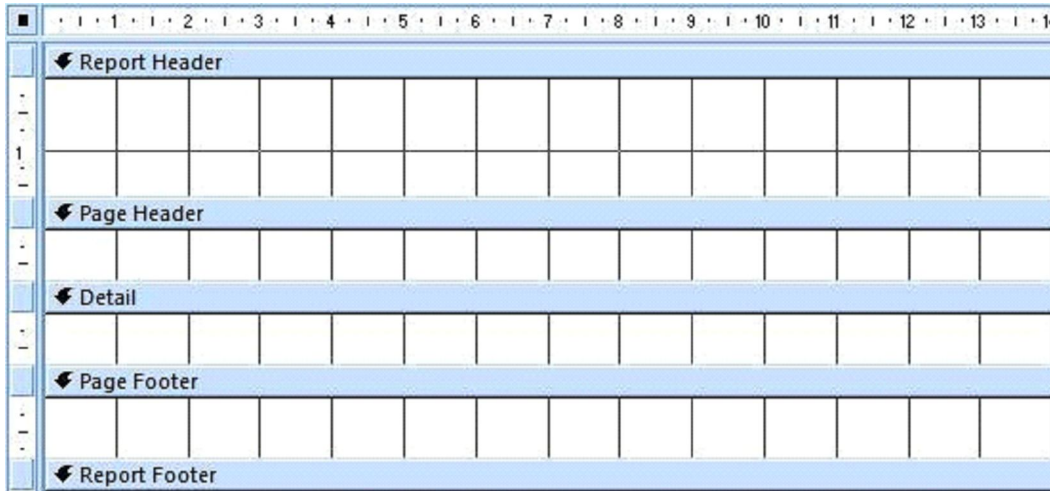 1 2 3 4 5 6 7 8 9 10 11 12 13
Report Header
1
Page Header
Detail
Page Footer
Report Footer